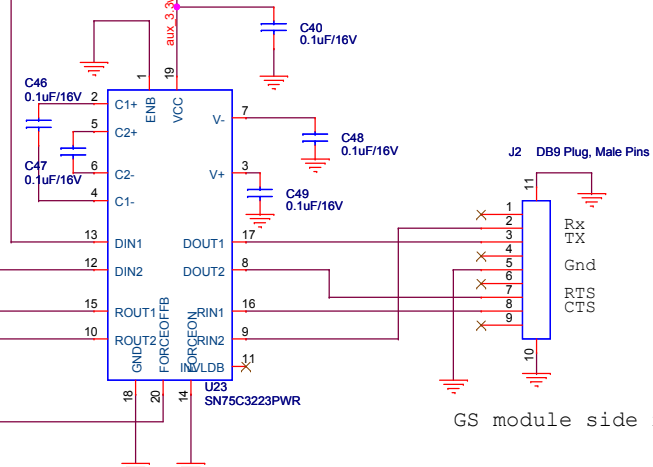 aux_3.3v
C40
0.1uF/16V
C46
0.1uF/16V
1
19
2
C1+
ENB
VCC
V-
7
5
C2+
C48
0.1uF/16V
J2 DB9 Plug, Male Pins
C47
0.1uF/16V
6
C2-
V+
3
4
C1-
C49
0.1uF/16V
11
1
2
Rx
3
TX
4
5
Gnd
6
7
RTS
8
CTS
9
10
13
DIN1
DOUT1
17
12
DIN2
DOUT2
8
15
ROUT1
RIN1
16
10
ROUT2
RIN2
9
GND
FORCEOFFB
FORCEON
INVLDB
11
18
20
14
U23
SN75C3223PWR
GS module side